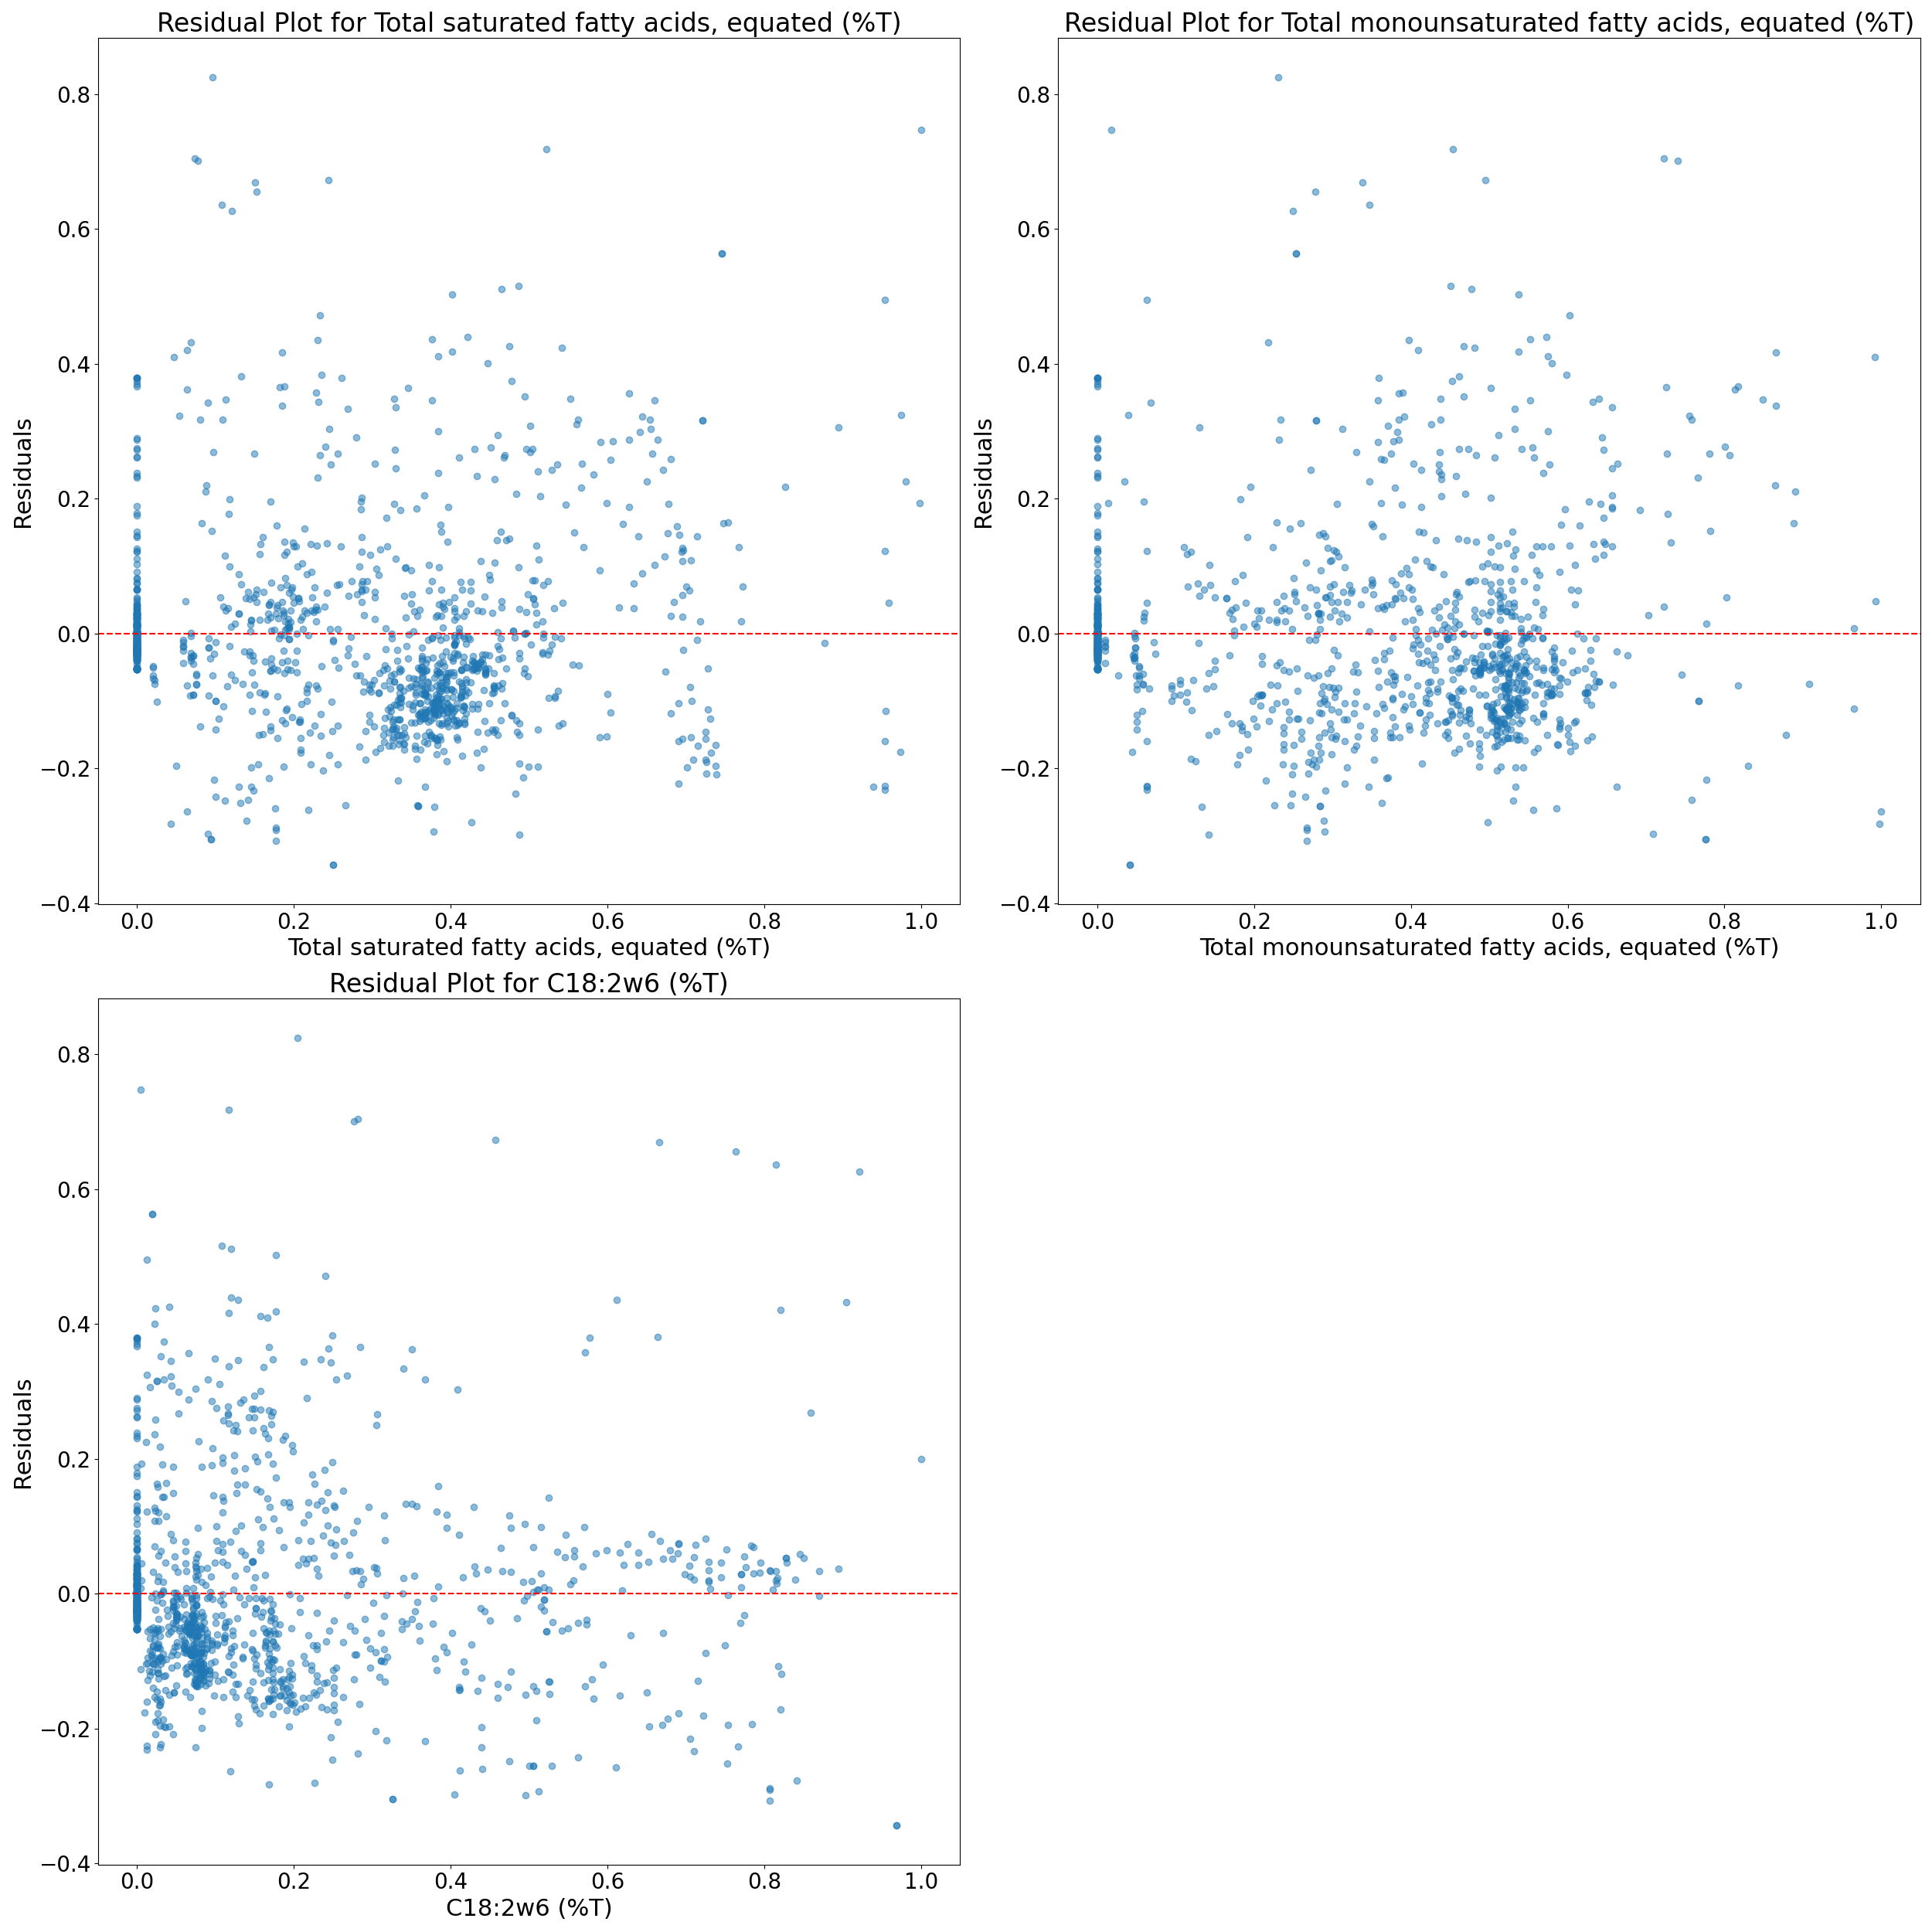 Residual Plot for Total saturated fatty acids, equated (%T)
0.8
0.6
0.4
0.2
0.0
−0.2
−0.4
Residuals
0.0 0.2 0.4 0.6 0.8 1.0
Total saturated fatty acids, equated (%T)
Residual Plot for Total monounsaturated fatty acids, equated (%T)
0.8
0.6
0.4
0.2
0.0
−0.2
−0.4
Residuals
0.0 0.2 0.4 0.6 0.8 1.0
Total monounsaturated fatty acids, equated (%T)
Residual Plot for C18:2w6 (%T)
0.8
0.6
0.4
0.2
0.0
−0.2
−0.4
Residuals
0.0 0.2 0.4 0.6 0.8 1.0
C18:2w6 (%T)